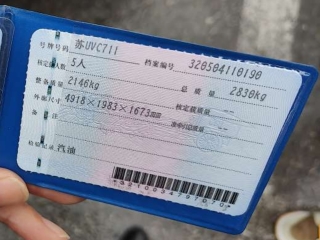 号牌号码 苏UVC711 档案编号 320504110190
核定载人数 5人 总 质 量 2830kg
整备质量 2146kg 核定载质量 --
外廓尺寸 4918×1983×1673mm 准牵引总质量 --
备 注
检验记录 汽油